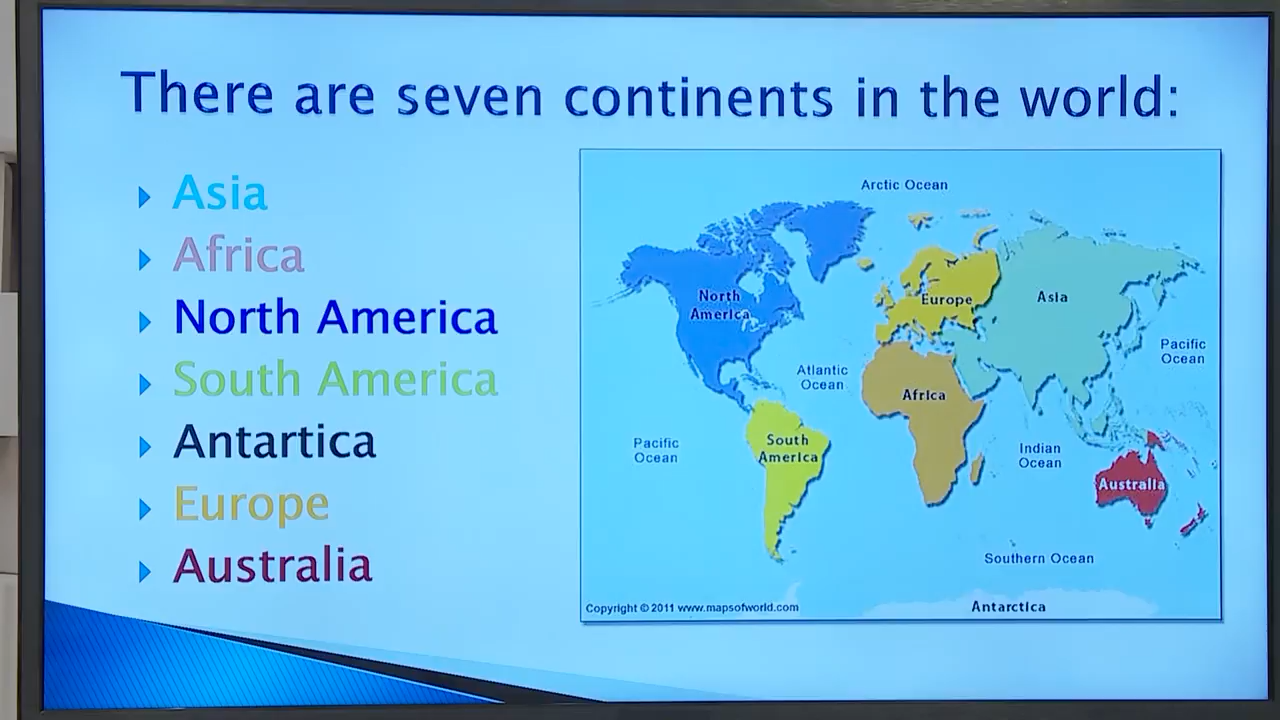 There are seven continents in the world:
Asia
Africa
North America
South America
Antartica
Europe
Australia
Arctic Ocean
North
America
Europe
Asia
Pacific
Ocean
Atlantic
Ocean
Africa
South
America
Pacific
Ocean
Indian
Ocean
Australia
Southern Ocean
Copyright © 2011 www.mapsofworld.com
Antarctica